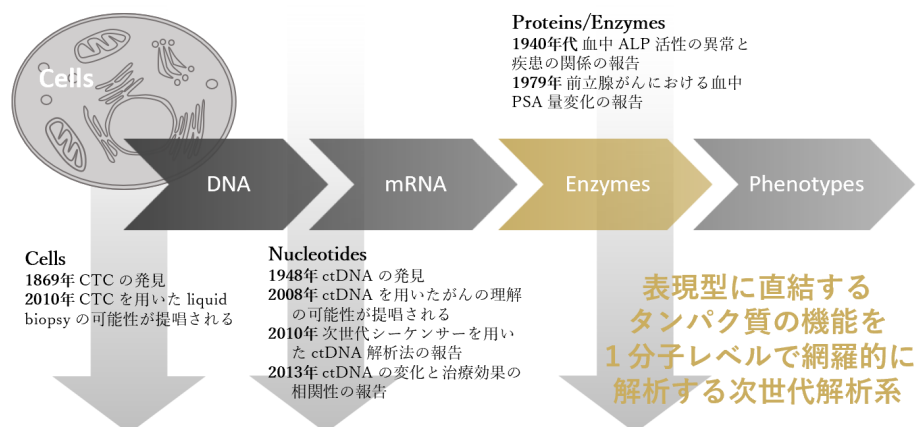 Proteins/Enzymes
1940年代 血中 ALP 活性の異常と
疾患の関係の報告
1979年 前立腺がんにおける血中
PSA 量変化の報告
Cells
DNA
mRNA
Enzymes
Phenotypes
Cells
1869年 CTC の発見
2010年 CTC を用いた liquid
biopsy の可能性が提唱される
Nucleotides
1948年 ctDNA の発見
2008年 ctDNA を用いたがんの理解
の可能性が提唱される
2010年 次世代シーケンサーを用い
た ctDNA 解析法の報告
2013年 ctDNA の変化と治療効果の
相関性の報告
表現型に直結する
タンパク質の機能を
１分子レベルで網羅的に
解析する次世代解析系